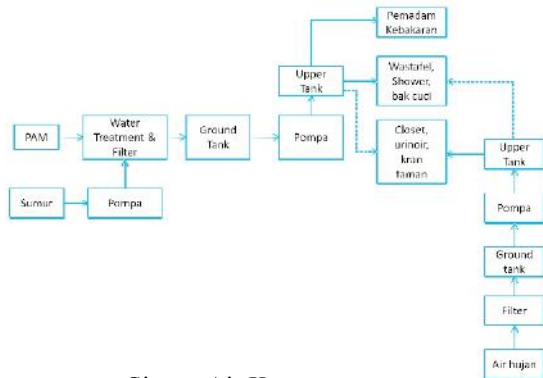 Pemadam
Kebakaran
Upper
Tank
Wastafel,
Shower,
bak cuci
PAM
Water
Treatment &
Filter
Ground
Tank
Pompa
Closet,
urinoir,
kran
taman
Upper
Tank
Sumur
Pompa
Pompa
Ground
tank
Filter
Air hujan